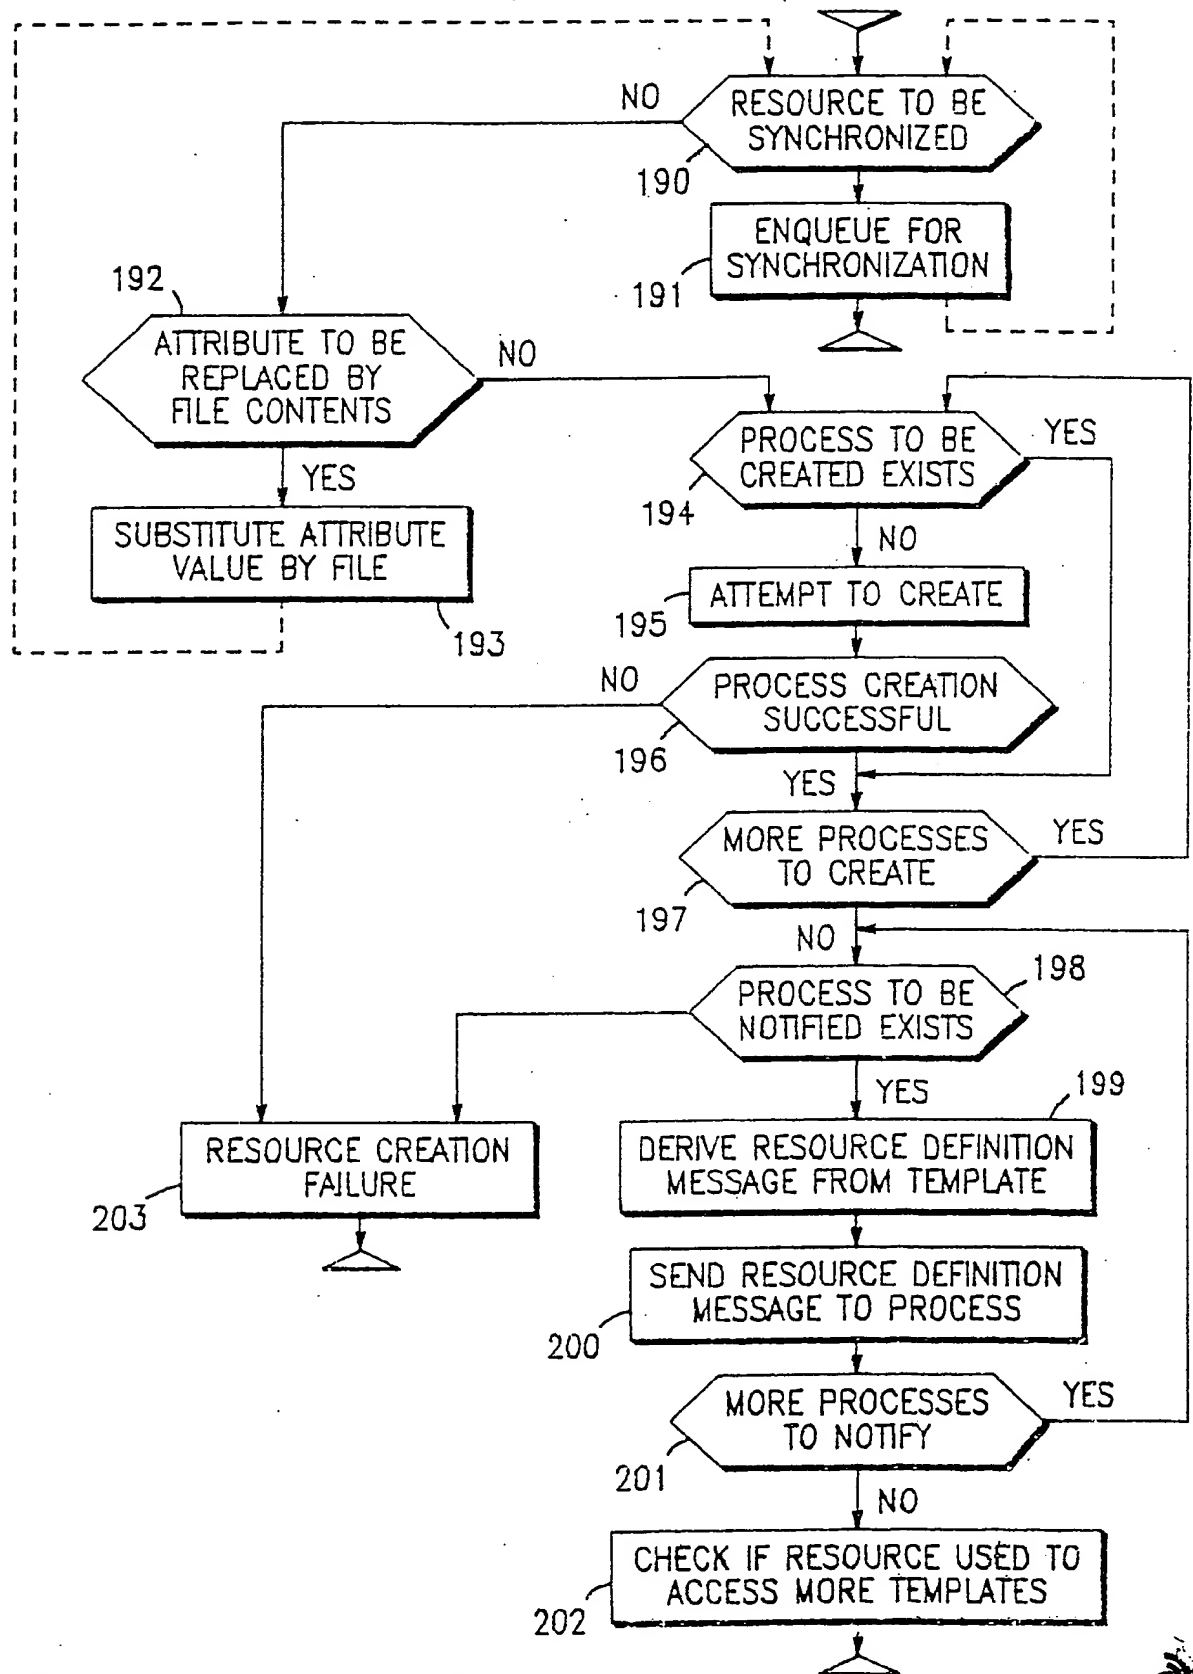 NO
RESOURCE TO BE
SYNCHRONIZED
190
ENQUEUE FOR
SYNCHRONIZATION
191
192
ATTRIBUTE TO BE
REPLACED BY
FILE CONTENTS
NO
YES
SUBSTITUTE ATTRIBUTE
VALUE BY FILE
193
PROCESS TO BE
CREATED EXISTS
YES
194
NO
ATTEMPT TO CREATE
195
NO
PROCESS CREATION
SUCCESSFUL
196
YES
MORE PROCESSES
TO CREATE
YES
197
NO
PROCESS TO BE
NOTIFIED EXISTS
198
YES
199
RESOURCE CREATION
FAILURE
203
DERIVE RESOURCE DEFINITION
MESSAGE FROM TEMPLATE
SEND RESOURCE DEFINITION
MESSAGE TO PROCESS
200
MORE PROCESSES
TO NOTIFY
YES
201
NO
CHECK IF RESOURCE USED TO
ACCESS MORE TEMPLATES
202